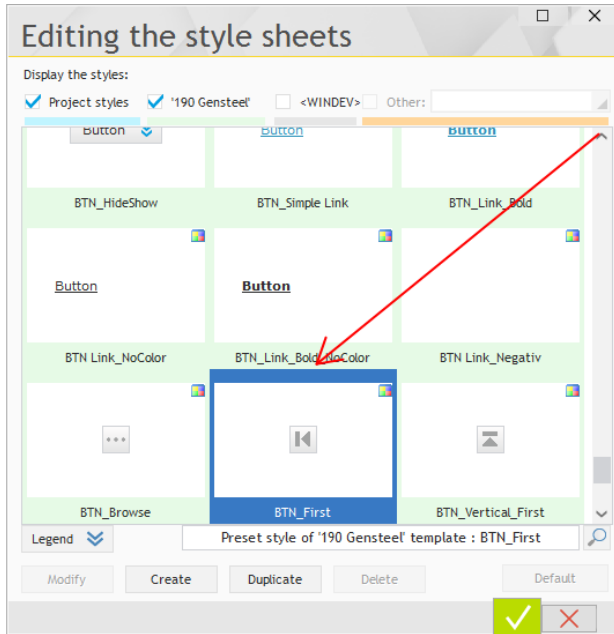 Editing the style sheets
Display the styles:
Project styles '190 Gensteel' <WINDEV> Other:
Button Button Button
BTN_HideShow BTN_Simple Link BTN_Link_Bold
Button Button
BTN Link_NoColor BTN_Link_Bold_NoColor BTN Link_Negativ
BTN_Browse BTN_First BTN_Vertical_First
Legend Preset style of '190 Gensteel' template : BTN_First
Modify Create Duplicate Delete Default